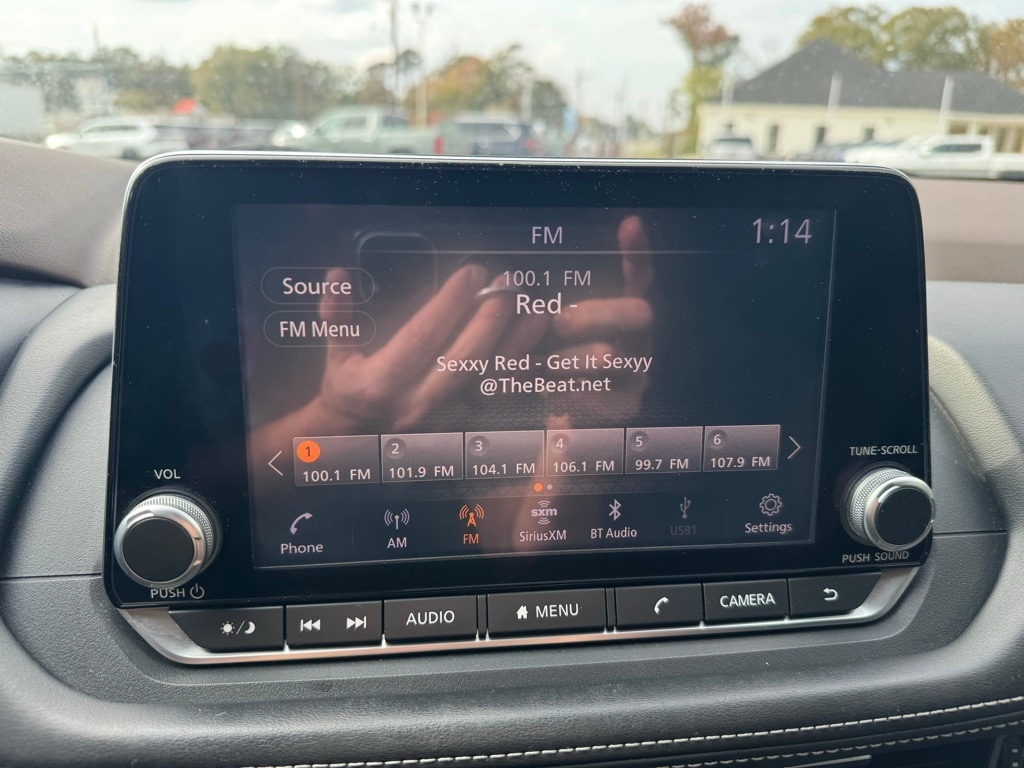 FM
1:14
Source
FM Menu
100.1 FM
Red -
Sexxy Red - Get It Sexyy
@TheBeat.net
1 2 3 4 5 6
100.1 FM 101.9 FM 104.1 FM 106.1 FM 99.7 FM 107.9 FM
Phone
AM
FM
sxm
SiriusXM
BT Audio
USB1
Settings
VOL
PUSH
TUNE-SCROLL
PUSH SOUND
AUDIO
MENU
CAMERA